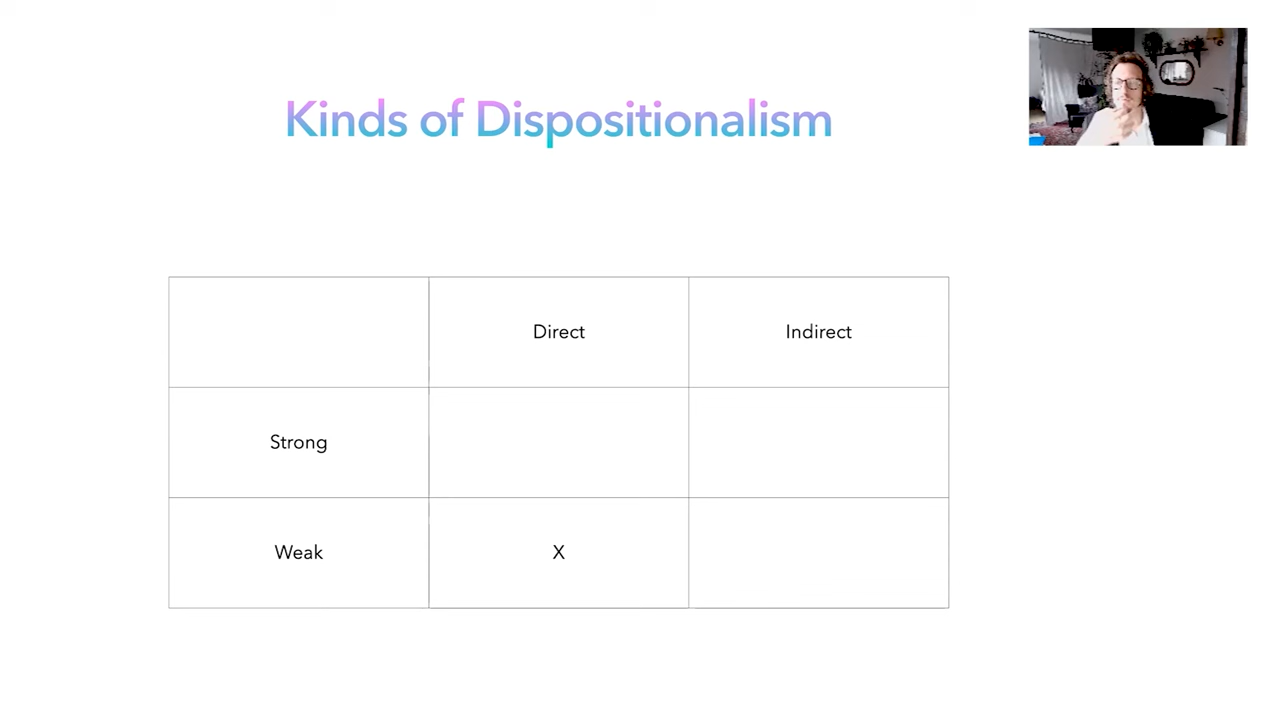 Kinds of Dispositionalism
Direct
Indirect
Strong
Weak
X